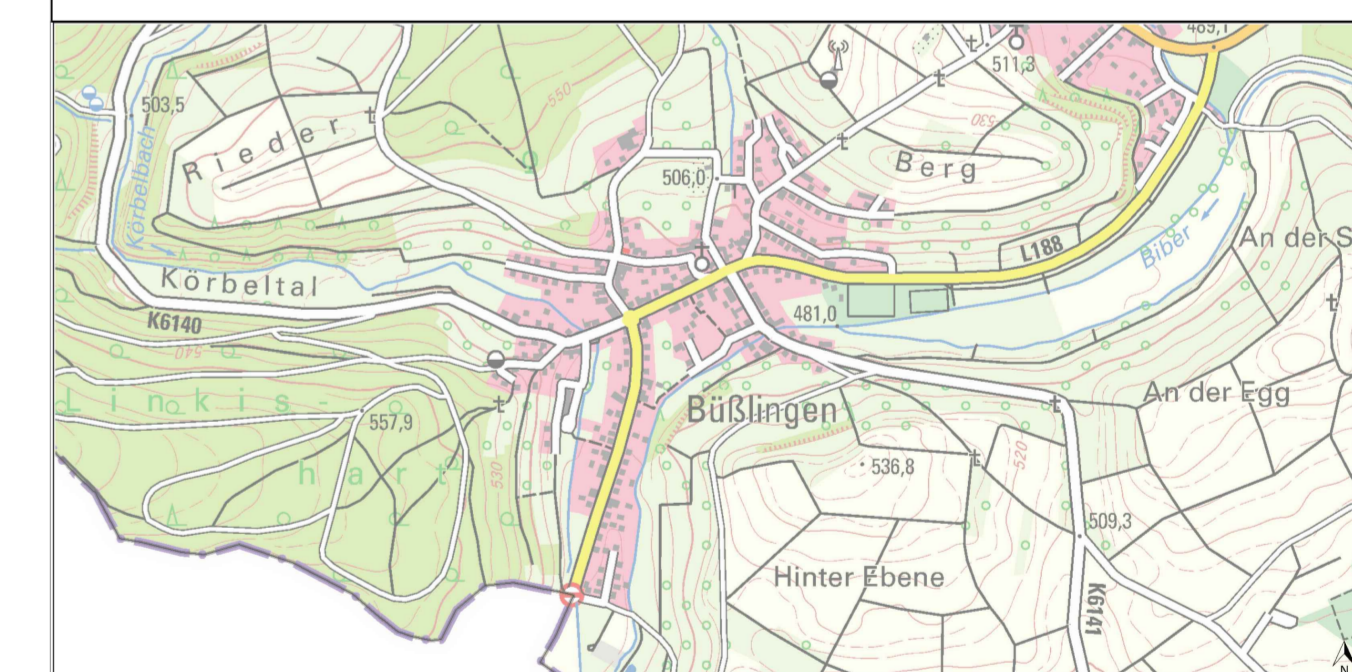 489,1
511,3
503,5
550
530
Rieder
Berg
506,0
Körbelbach
L188
Biber
An der S
Körbeltal
K6140
481,0
540
An der Egg
Linkis-
hart
557,9
Büßlingen
536,8
520
530
509,3
Hinter Ebene
K6141
N